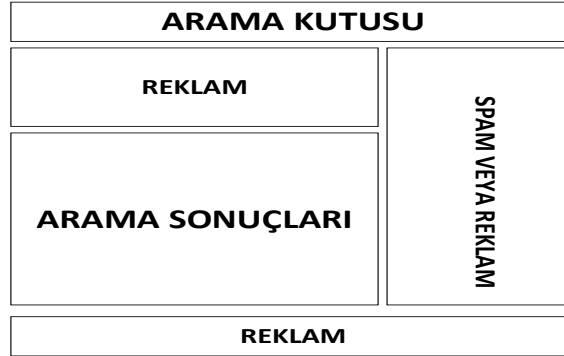 ARAMA KUTUSU
REKLAM
SPAM VEYA REKLAM
ARAMA SONUÇLARI
REKLAM